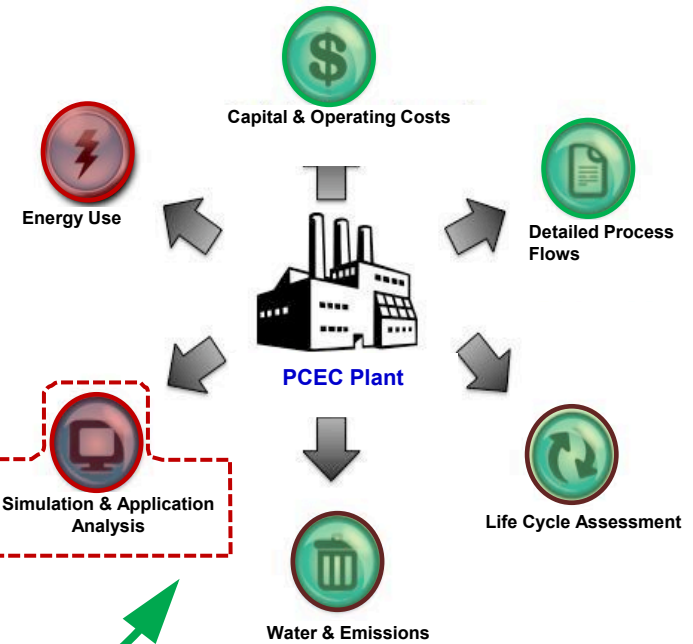 $
Capital & Operating Costs
Energy Use
Detailed Process
Flows
PCEC Plant
Simulation & Application
Analysis
Life Cycle Assessment
Water & Emissions